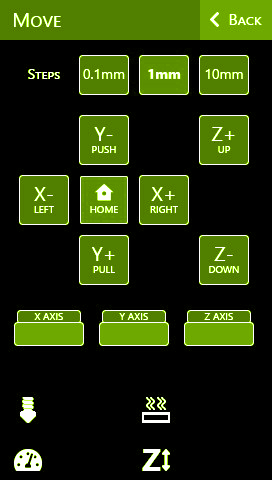 Move
Back
Steps 0.1mm 1mm 10mm
Y- Z+
PUSH UP
X- X+
LEFT HOME RIGHT
Y+ Z-
PULL DOWN
X AXIS Y AXIS Z AXIS
Z